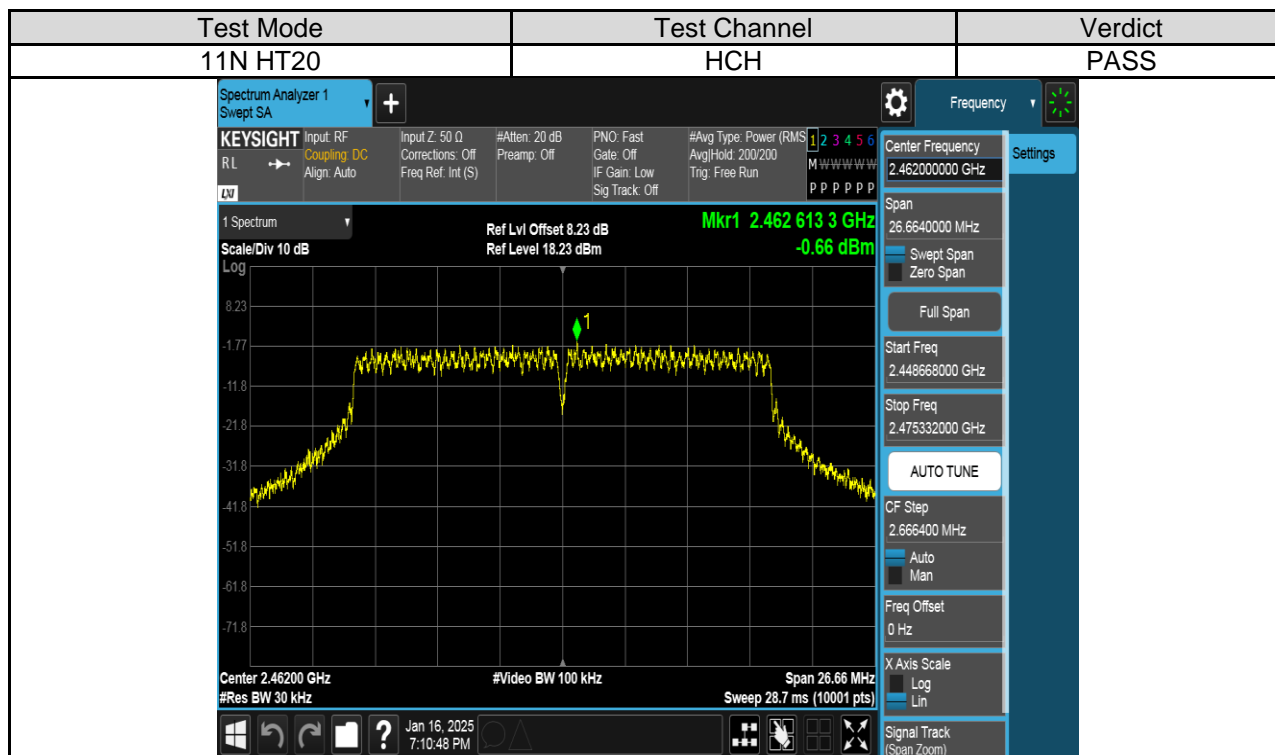 Test Mode Test Channel Verdict
11N HT20 HCH PASS
Spectrum Analyzer 1
Swept SA
+
Frequency
KEYSIGHT
R L
LXI
Input: RF
Coupling: DC
Align: Auto
Input Z: 50 Ω
Corrections: Off
Freq Ref: Int (S)
#Atten: 20 dB
Preamp: Off
PNO: Fast
Gate: Off
IF Gain: Low
Sig Track: Off
#Avg Type: Power (RMS
Avg|Hold: 200/200
Trig: Free Run
1 2 3 4 5 6
M W W W W W
P P P P P P
Center Frequency
2.462000000 GHz
Settings
Span
26.6640000 MHz
Swept Span
Zero Span
Full Span
Start Freq
2.448668000 GHz
Stop Freq
2.475332000 GHz
AUTO TUNE
CF Step
2.666400 MHz
Auto
Man
Freq Offset
0 Hz
X Axis Scale
Log
Lin
Signal Track
(Span Zoom)
1 Spectrum
Scale/Div 10 dB
Log
Ref Lvl Offset 8.23 dB
Ref Level 18.23 dBm
Mkr1 2.462 613 3 GHz
-0.66 dBm
8.23
1
-1.77
-11.8
-21.8
-31.8
-41.8
-51.8
-61.8
-71.8
Center 2.46200 GHz
#Res BW 30 kHz
#Video BW 100 kHz
Span 26.66 MHz
Sweep 28.7 ms (10001 pts)
?
Jan 16, 2025
7:10:48 PM